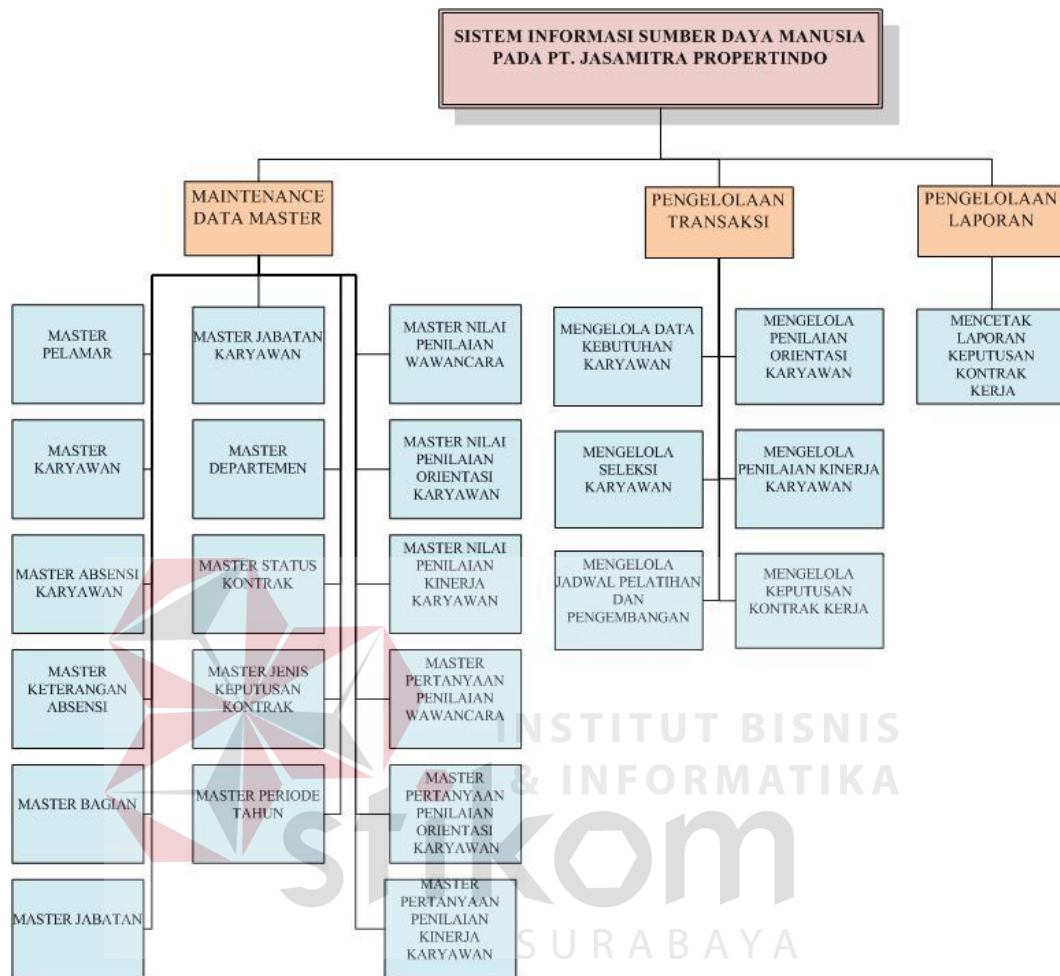 SISTEM INFORMASI SUMBER DAYA MANUSIA
PADA PT. JASAMITRA PROPERTINDO
MAINTENANCE
DATA MASTER
PENGELOLAAN
TRANSAKSI
PENGELOLAAN
LAPORAN
MASTER
PELAMAR
MASTER
KARYAWAN
MASTER ABSENSI
KARYAWAN
MASTER
KETERANGAN
ABSENSI
MASTER BAGIAN
MASTER JABATAN
MASTER JABATAN
KARYAWAN
MASTER
DEPARTEMEN
MASTER STATUS
KONTRAK
MASTER JENIS
KEPUTUSAN
KONTRAK
MASTER PERIODE
TAHUN
MASTER NILAI
PENILAIAN
WAWANCARA
MASTER NILAI
PENILAIAN
ORIENTASI
KARYAWAN
MASTER NILAI
PENILAIAN
KINERJA
KARYAWAN
MASTER
PERTANYAAN
PENILAIAN
WAWANCARA
MASTER
PERTANYAAN
PENILAIAN
ORIENTASI
KARYAWAN
MASTER
PERTANYAAN
PENILAIAN
KINERJA
KARYAWAN
MENGELOLA DATA
KEBUTUHAN
KARYAWAN
MENGELOLA
SELEKSI
KARYAWAN
MENGELOLA
JADWAL PELATIHAN
DAN
PENGEMBANGAN
MENGELOLA
PENILAIAN
ORIENTASI
KARYAWAN
MENGELOLA
PENILAIAN KINERJA
KARYAWAN
MENGELOLA
KEPUTUSAN
KONTRAK KERJA
MENCETAK
LAPORAN
KEPUTUSAN
KONTRAK
KERJA
INSTITUT BISNIS
& INFORMATIKA
stikom
SURABAYA